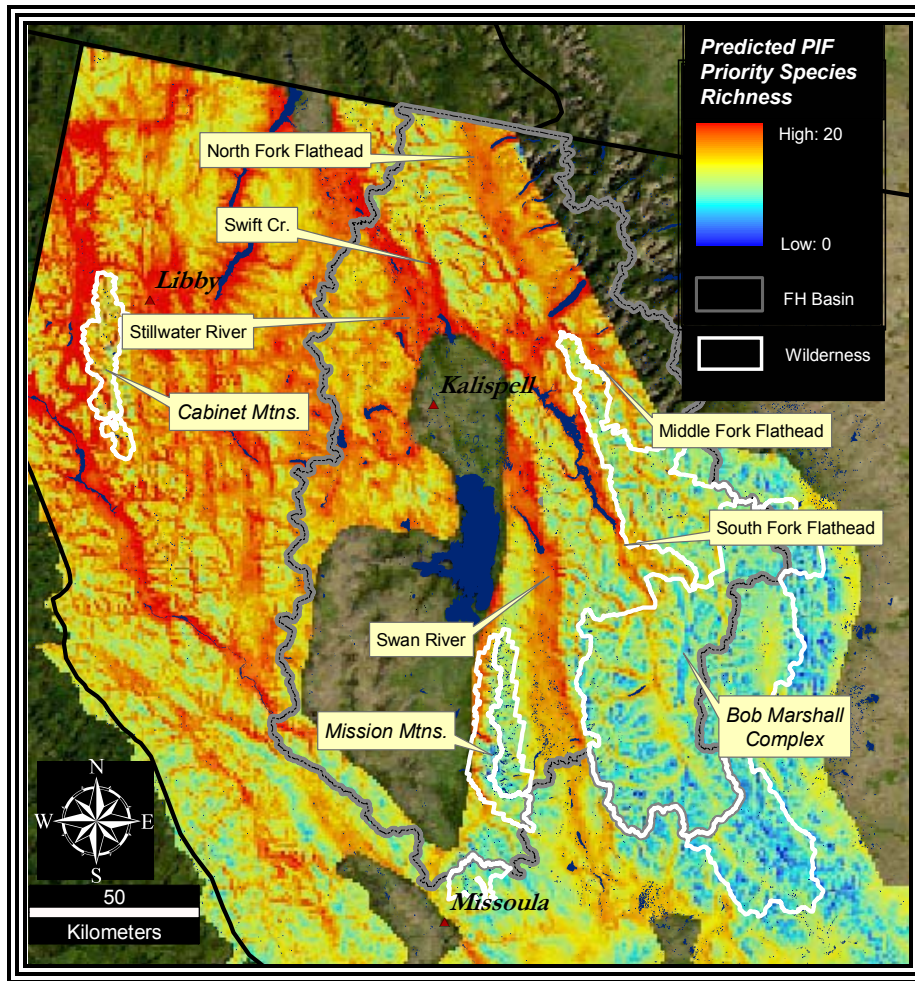 Predicted PIF
Priority Species
Richness
High: 20
Low: 0
FH Basin
Wilderness
North Fork Flathead
Swift Cr.
Libby
Stillwater River
Kalispell
Cabinet Mtns.
Middle Fork Flathead
South Fork Flathead
Swan River
Mission Mtns.
Bob Marshall
Complex
N
W
E
S
50
Kilometers
Missoula